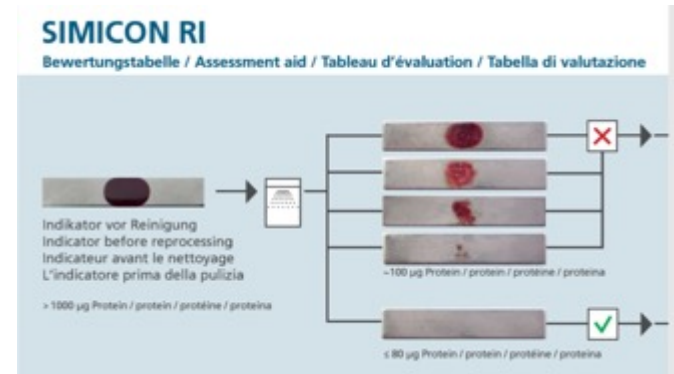 SIMICON RI
Bewertungstabelle / Assessment aid / Tableau d’évaluation / Tabella di valutazione
Indikator vor Reinigung
Indicator before reprocessing
Indicateur avant le nettoyage
L’indicatore prima della pulizia
> 1000 µg Protein / protein / protéine / proteina
~100 µg Protein / protein / protéine / proteina
≤ 80 µg Protein / protein / protéine / proteina